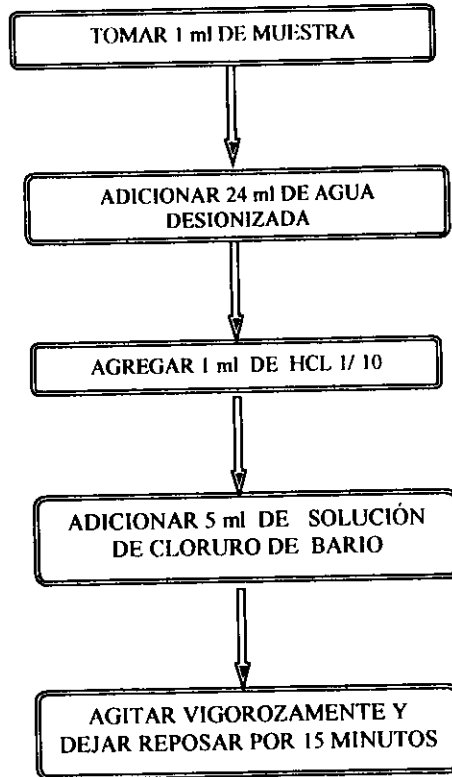 TOMAR 1 ml DE MUESTRA
ADICIONAR 24 ml DE AGUA
DESIONIZADA
AGREGAR 1 ml DE HCL 1/ 10
ADICIONAR 5 ml DE SOLUCIÓN
DE CLORURO DE BARIO
AGITAR VIGOROZAMENTE Y
DEJAR REPOSAR POR 15 MINUTOS